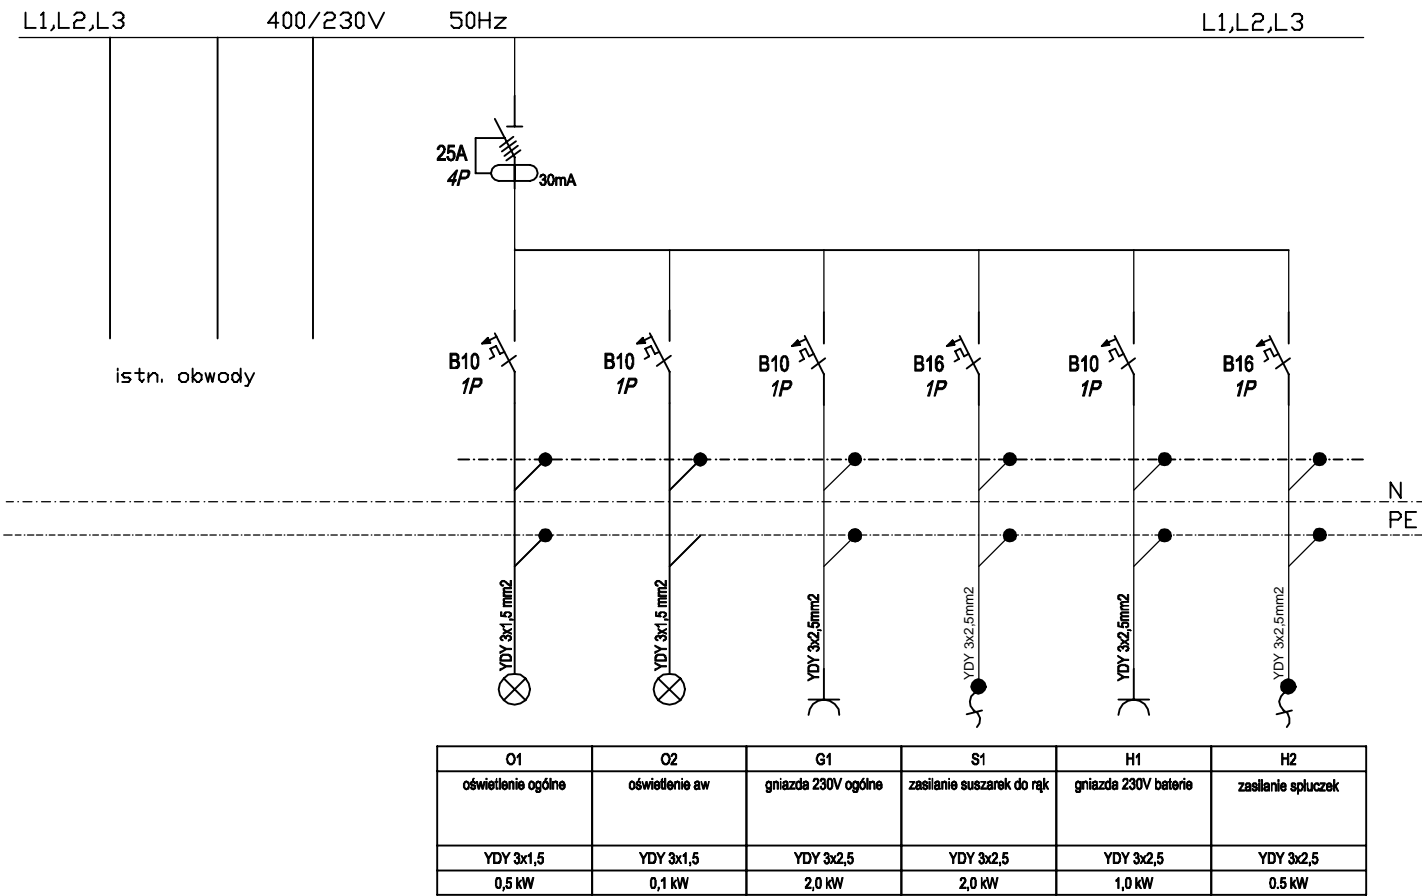 L1,L2,L3 400/230V 50Hz L1,L2,L3
25A
4P
30mA
istn. obwody
B10
1P
B10
1P
B10
1P
B16
1P
B10
1P
B16
1P
N
PE
YDY 3x1,5 mm2
YDY 3x1,5 mm2
YDY 3x2,5mm2
YDY 3x2,5mm2
YDY 3x2,5mm2
YDY 3x2,5mm2
O1 O2 G1 S1 H1 H2
oświetlenie ogólne oświetlenie aw gniazda 230V ogólne zasilanie suszarek do rąk gniazda 230V baterie zasilanie spłuczek
YDY 3x1,5 YDY 3x1,5 YDY 3x2,5 YDY 3x2,5 YDY 3x2,5 YDY 3x2,5
0,5 kW 0,1 kW 2,0 kW 2,0 kW 1,0 kW 0.5 kW